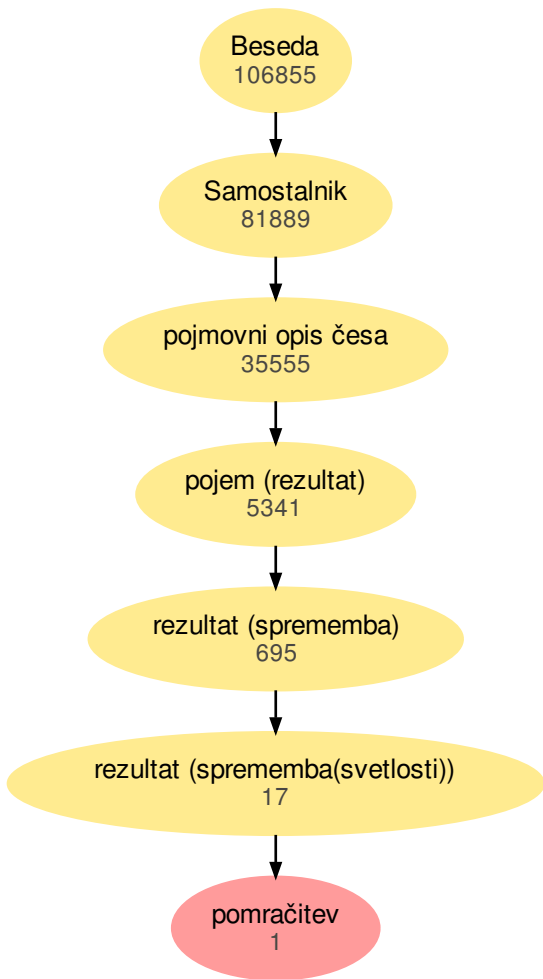 Beseda
106855
Samostalnik
81889
pojmovni opis česa
35555
pojem (rezultat)
5341
rezultat (sprememba)
695
rezultat (sprememba(svetlosti))
17
pomračitev
1